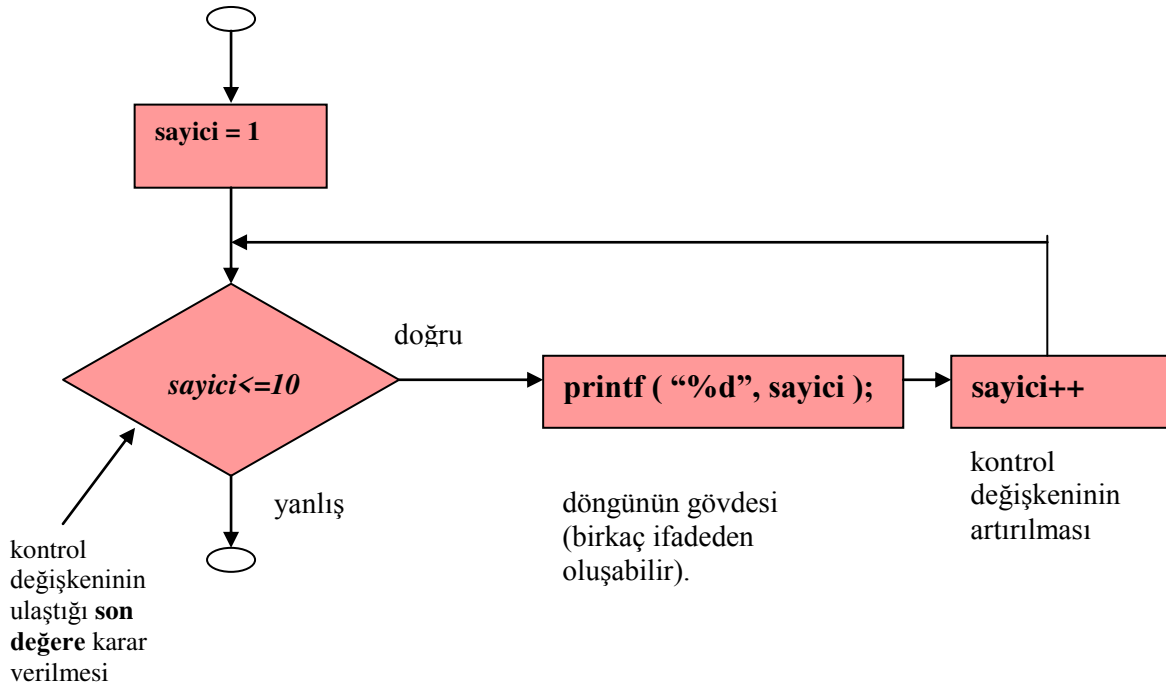 sayici = 1
doğru
sayici<=10
printf ( “%d”, sayici );
sayici++
yanlış
kontrol
değişkeninin
ulaştığı son
değere karar
verilmesi
döngünün gövdesi
(birkaç ifadeden
oluşabilir).
kontrol
değişkeninin
artırılması